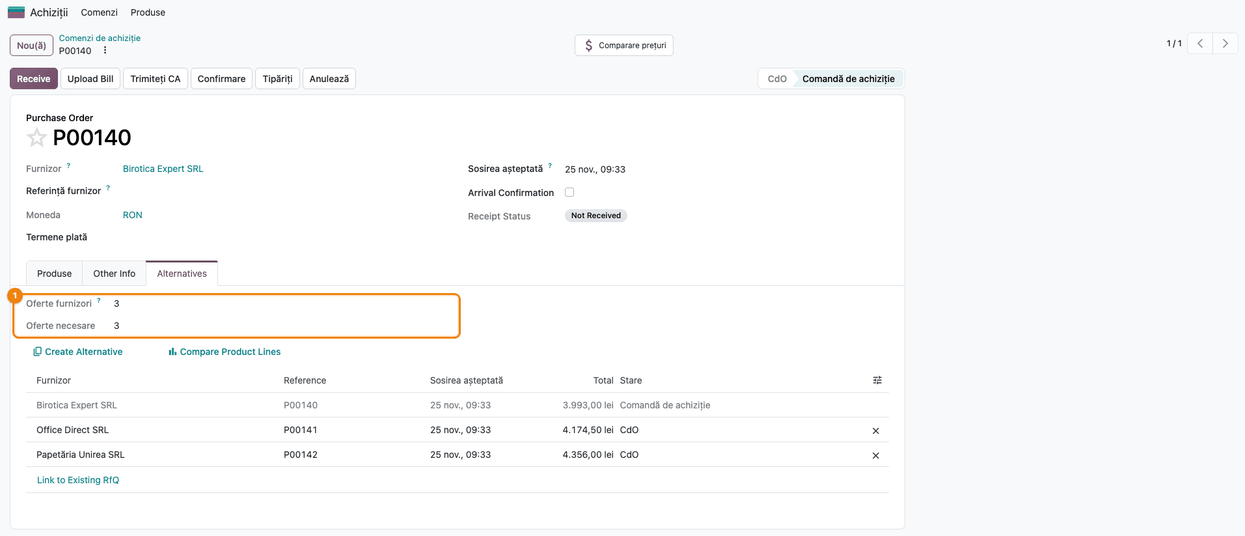 Achiziții Comenzi Produse
Nou(ă) Comenzi de achiziție
P00140
Comparare prețuri
1 / 1
Receive Upload Bill Trimiteți CA Confirmare Tipăriți Anulează
CdO Comandă de achiziție
Purchase Order
P00140
Furnizor ? Birotica Expert SRL
Sosirea așteptată ? 25 nov., 09:33
Referință furnizor ?
Arrival Confirmation
Moneda RON
Receipt Status Not Received
Termene plată
Produse Other Info Alternatives
1
Oferte furnizori ? 3
Oferte necesare 3
Create Alternative Compare Product Lines
Furnizor Reference Sosirea așteptată Total Stare
Birotica Expert SRL P00140 25 nov., 09:33 3.993,00 lei Comandă de achiziție
Office Direct SRL P00141 25 nov., 09:33 4.174,50 lei CdO
Papetăria Unirea SRL P00142 25 nov., 09:33 4.356,00 lei CdO
Link to Existing RfQ